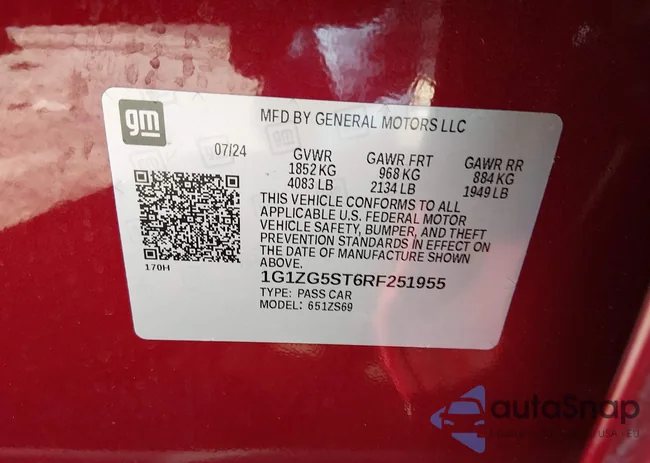 gm
MFD BY GENERAL MOTORS LLC
07/24
GVWR GAWR FRT GAWR RR
1852 KG 968 KG 884 KG
4083 LB 2134 LB 1949 LB
THIS VEHICLE CONFORMS TO ALL
APPLICABLE U.S. FEDERAL MOTOR
VEHICLE SAFETY, BUMPER, AND THEFT
PREVENTION STANDARDS IN EFFECT ON
THE DATE OF MANUFACTURE SHOWN
ABOVE.
170H
1G1ZG5ST6RF251955
TYPE: PASS CAR
MODEL: 651ZS69
autoSnap